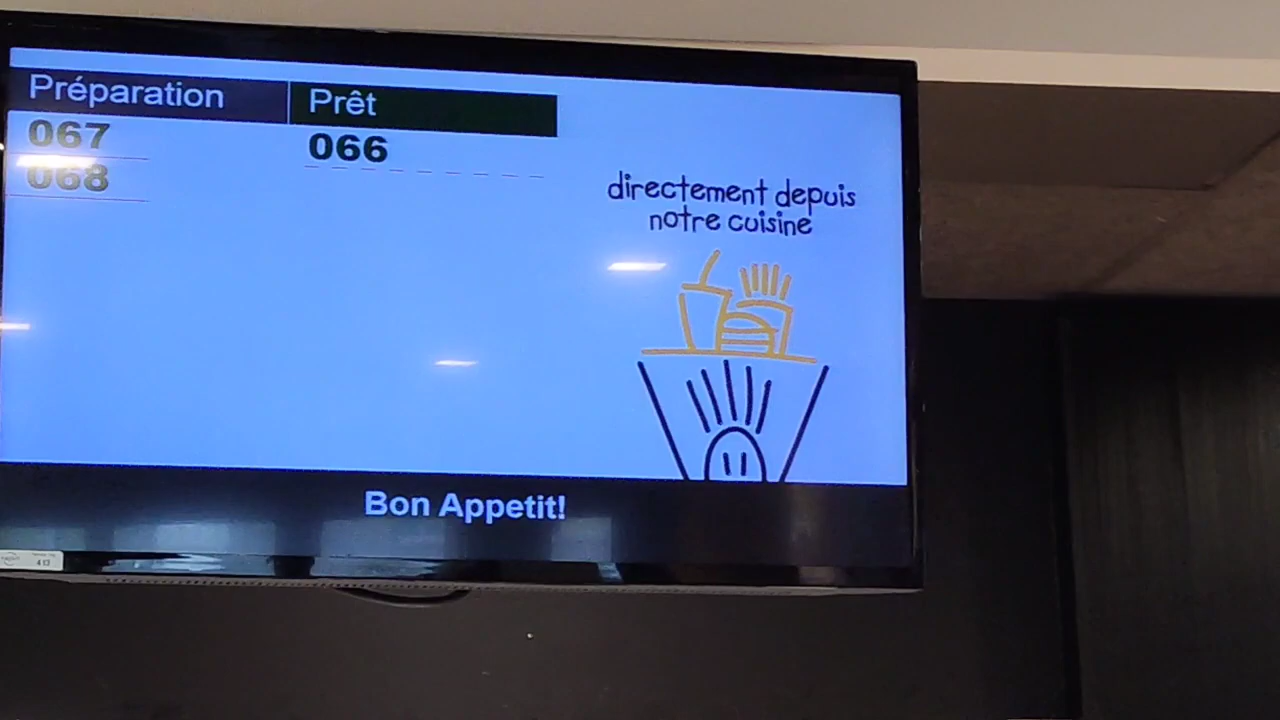 Préparation
Prêt
067
066
068
directement depuis
notre cuisine
Bon Appetit!